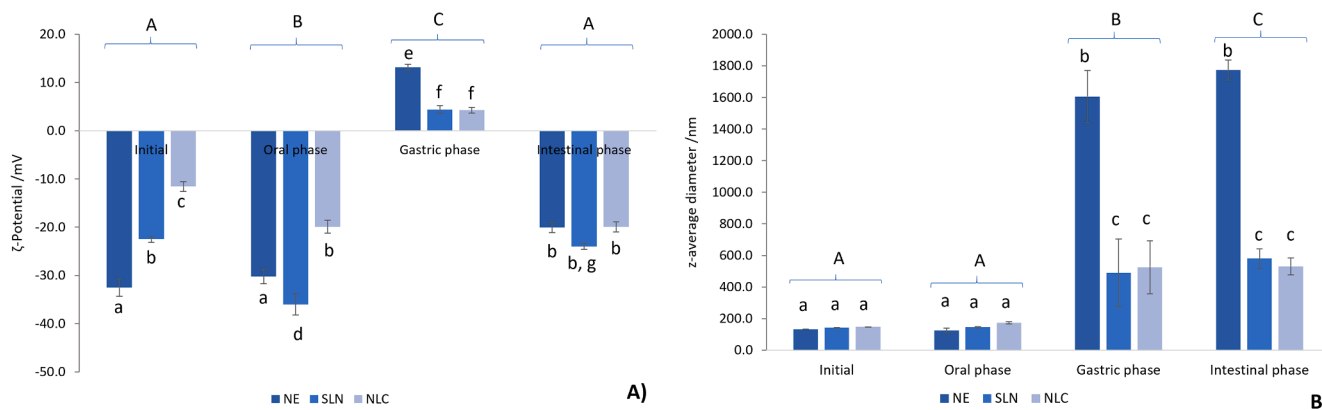 A B C A
20.0
10.0
0.0
-10.0
-20.0
-30.0
-40.0
-50.0
ζ-Potential /mV
e f f
Initial Oral phase Gastric phase Intestinal phase
a b c a d b b b, g b
NE SLN NLC
A)
B C
2000.0
1800.0
1600.0
1400.0
1200.0
1000.0
800.0
600.0
400.0
200.0
0.0
z-average diameter /nm
b b
c c c c
A A
a a a a a a
Initial Oral phase Gastric phase Intestinal phase
NE SLN NLC
B